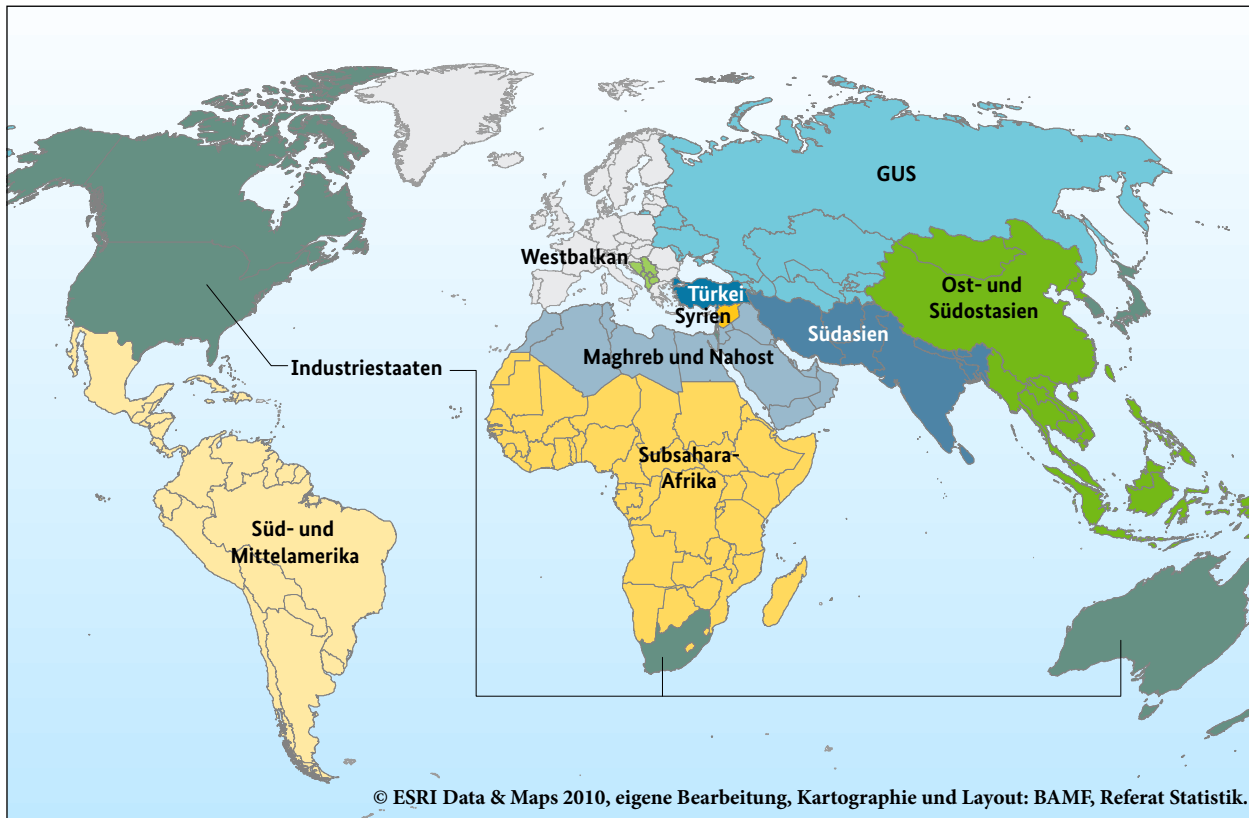 GUS
Westbalkan
Türkei
Syrien
Ost- und
Südostasien
Südasien
Maghreb und Nahost
Industriestaaten
Subsahara-
Afrika
Süd- und
Mittelamerika
© ESRI Data & Maps 2010, eigene Bearbeitung, Kartographie und Layout: BAMF, Referat Statistik.